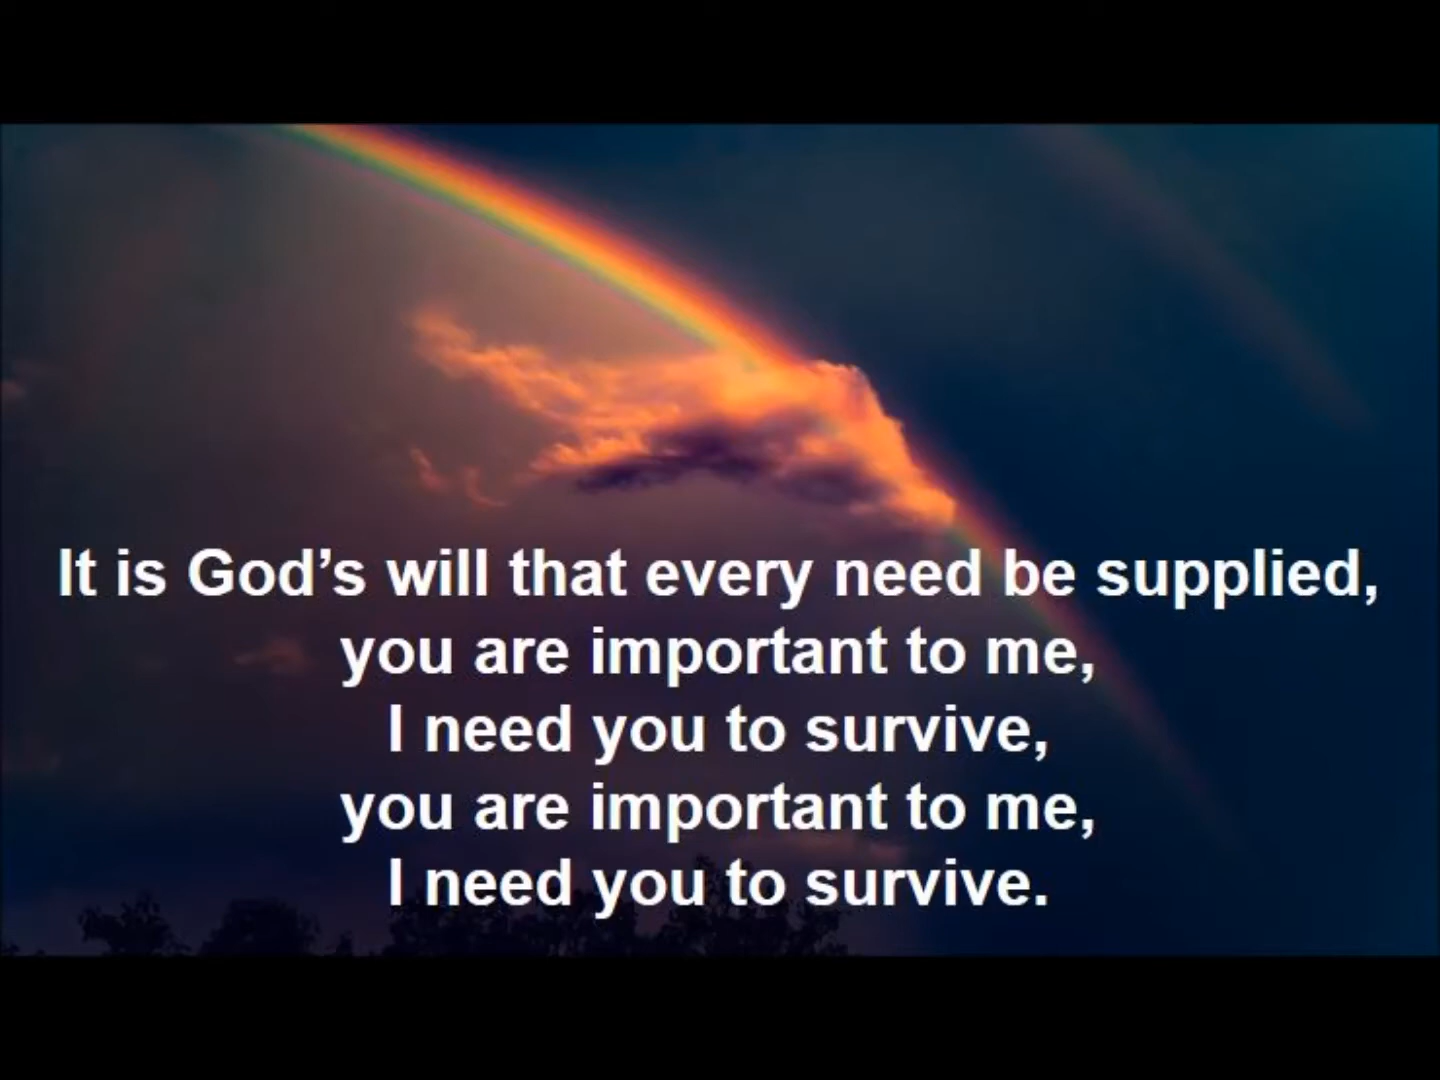 It is God’s will that every need be supplied,
you are important to me,
I need you to survive,
you are important to me,
I need you to survive.